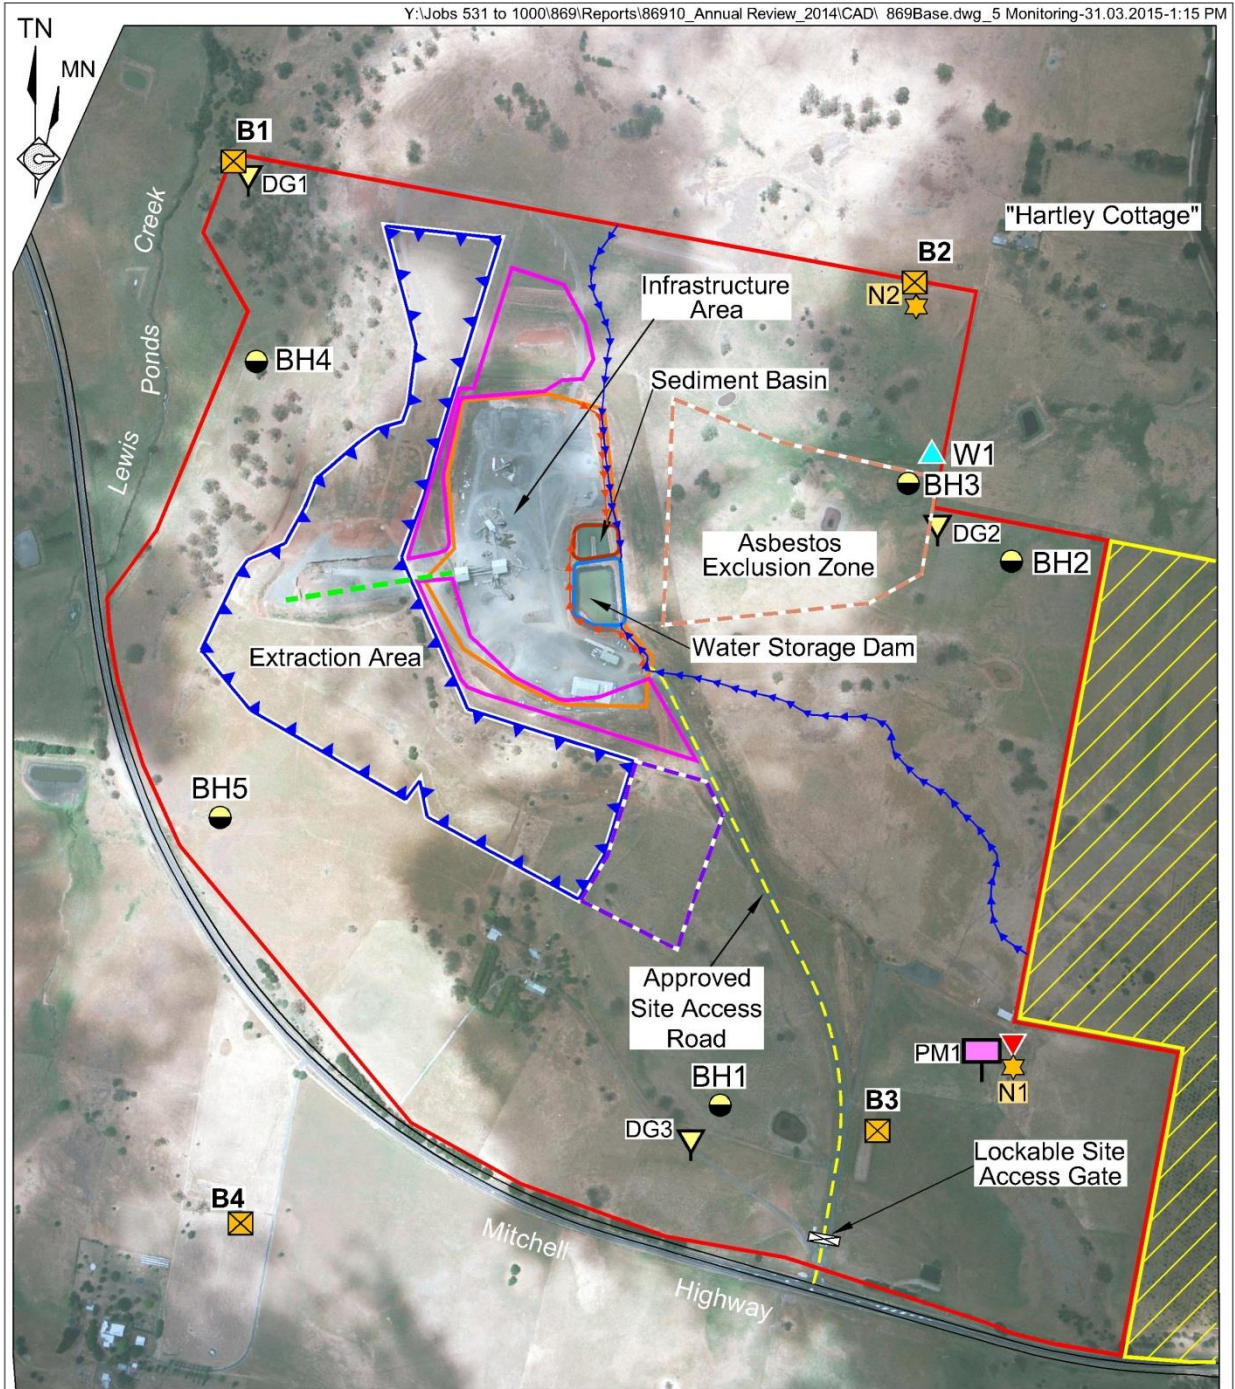 Y:\Jobs 531 to 1000\869\Reports\86910_Annual Review_2014\CAD\ 869Base.dwg_5 Monitoring-31.03.2015-1:15 PM
TN
MN
B1
DG1
Lewis Ponds Creek
"Hartley Cottage"
B2
N2
Infrastructure
Area
BH4
Sediment Basin
W1
BH3
DG2
BH2
Asbestos
Exclusion Zone
Water Storage Dam
Extraction Area
BH5
Approved
Site Access
Road
PM1
N1
BH1
B3
DG3
Lockable Site
Access Gate
B4
Mitchell
Highway